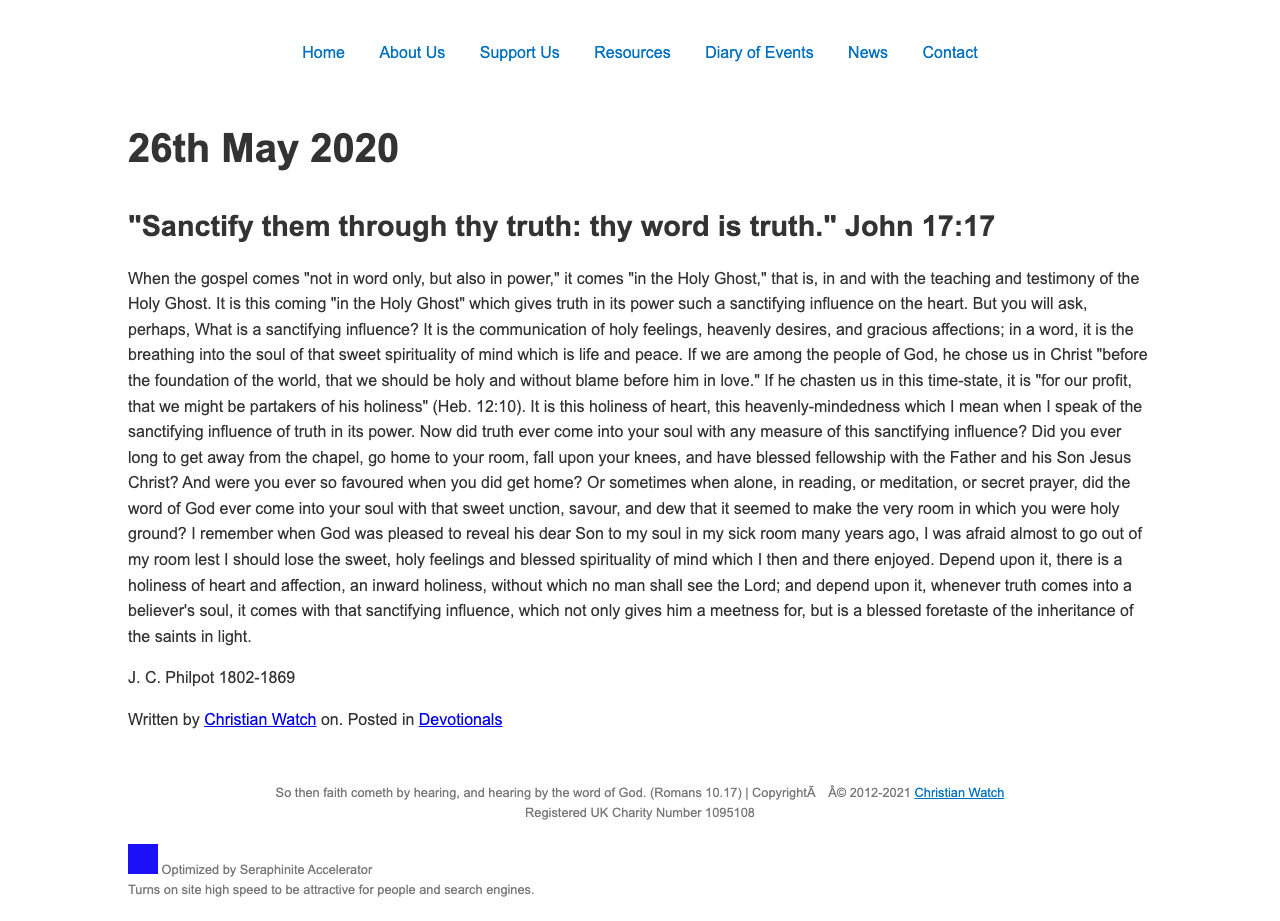 Home About Us Support Us Resources Diary of Events News Contact
26th May 2020
"Sanctify them through thy truth: thy word is truth." John 17:17
When the gospel comes "not in word only, but also in power," it comes "in the Holy Ghost," that is, in and with the teaching and testimony of the
Holy Ghost. It is this coming "in the Holy Ghost" which gives truth in its power such a sanctifying influence on the heart. But you will ask,
perhaps, What is a sanctifying influence? It is the communication of holy feelings, heavenly desires, and gracious affections; in a word, it is the
breathing into the soul of that sweet spirituality of mind which is life and peace. If we are among the people of God, he chose us in Christ "before
the foundation of the world, that we should be holy and without blame before him in love." If he chasten us in this time-state, it is "for our profit,
that we might be partakers of his holiness" (Heb. 12:10). It is this holiness of heart, this heavenly-mindedness which I mean when I speak of the
sanctifying influence of truth in its power. Now did truth ever come into your soul with any measure of this sanctifying influence? Did you ever
long to get away from the chapel, go home to your room, fall upon your knees, and have blessed fellowship with the Father and his Son Jesus
Christ? And were you ever so favoured when you did get home? Or sometimes when alone, in reading, or meditation, or secret prayer, did the
word of God ever come into your soul with that sweet unction, savour, and dew that it seemed to make the very room in which you were holy
ground? I remember when God was pleased to reveal his dear Son to my soul in my sick room many years ago, I was afraid almost to go out of
my room lest I should lose the sweet, holy feelings and blessed spirituality of mind which I then and there enjoyed. Depend upon it, there is a
holiness of heart and affection, an inward holiness, without which no man shall see the Lord; and depend upon it, whenever truth comes into a
believer's soul, it comes with that sanctifying influence, which not only gives him a meetness for, but is a blessed foretaste of the inheritance of
the saints in light.
J. C. Philpot 1802-1869
Written by Christian Watch on. Posted in Devotionals
So then faith cometh by hearing, and hearing by the word of God. (Romans 10.17) | CopyrightÃ Â© 2012-2021 Christian Watch
Registered UK Charity Number 1095108
Optimized by Seraphinite Accelerator
Turns on site high speed to be attractive for people and search engines.